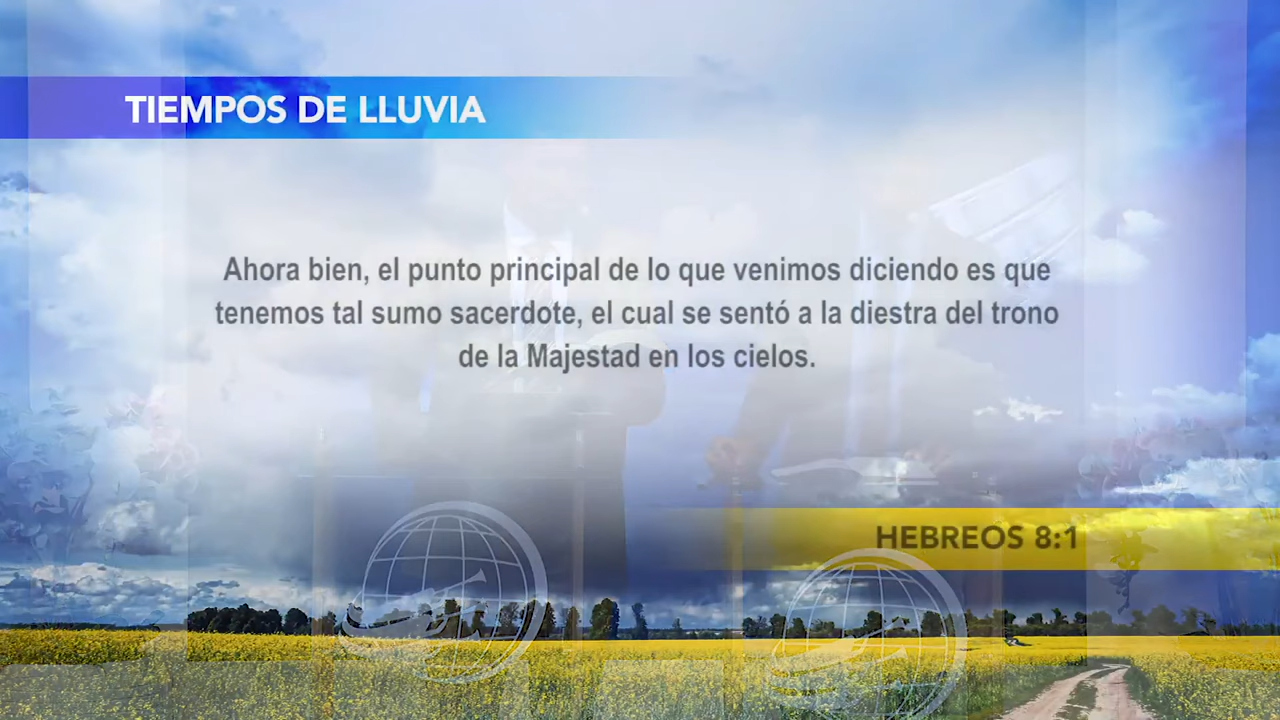 TIEMPOS DE LLUVIA
Ahora bien, el punto principal de lo que venimos diciendo es que
tenemos tal sumo sacerdote, el cual se sentó a la diestra del trono
de la Majestad en los cielos.
HEBREOS 8:1